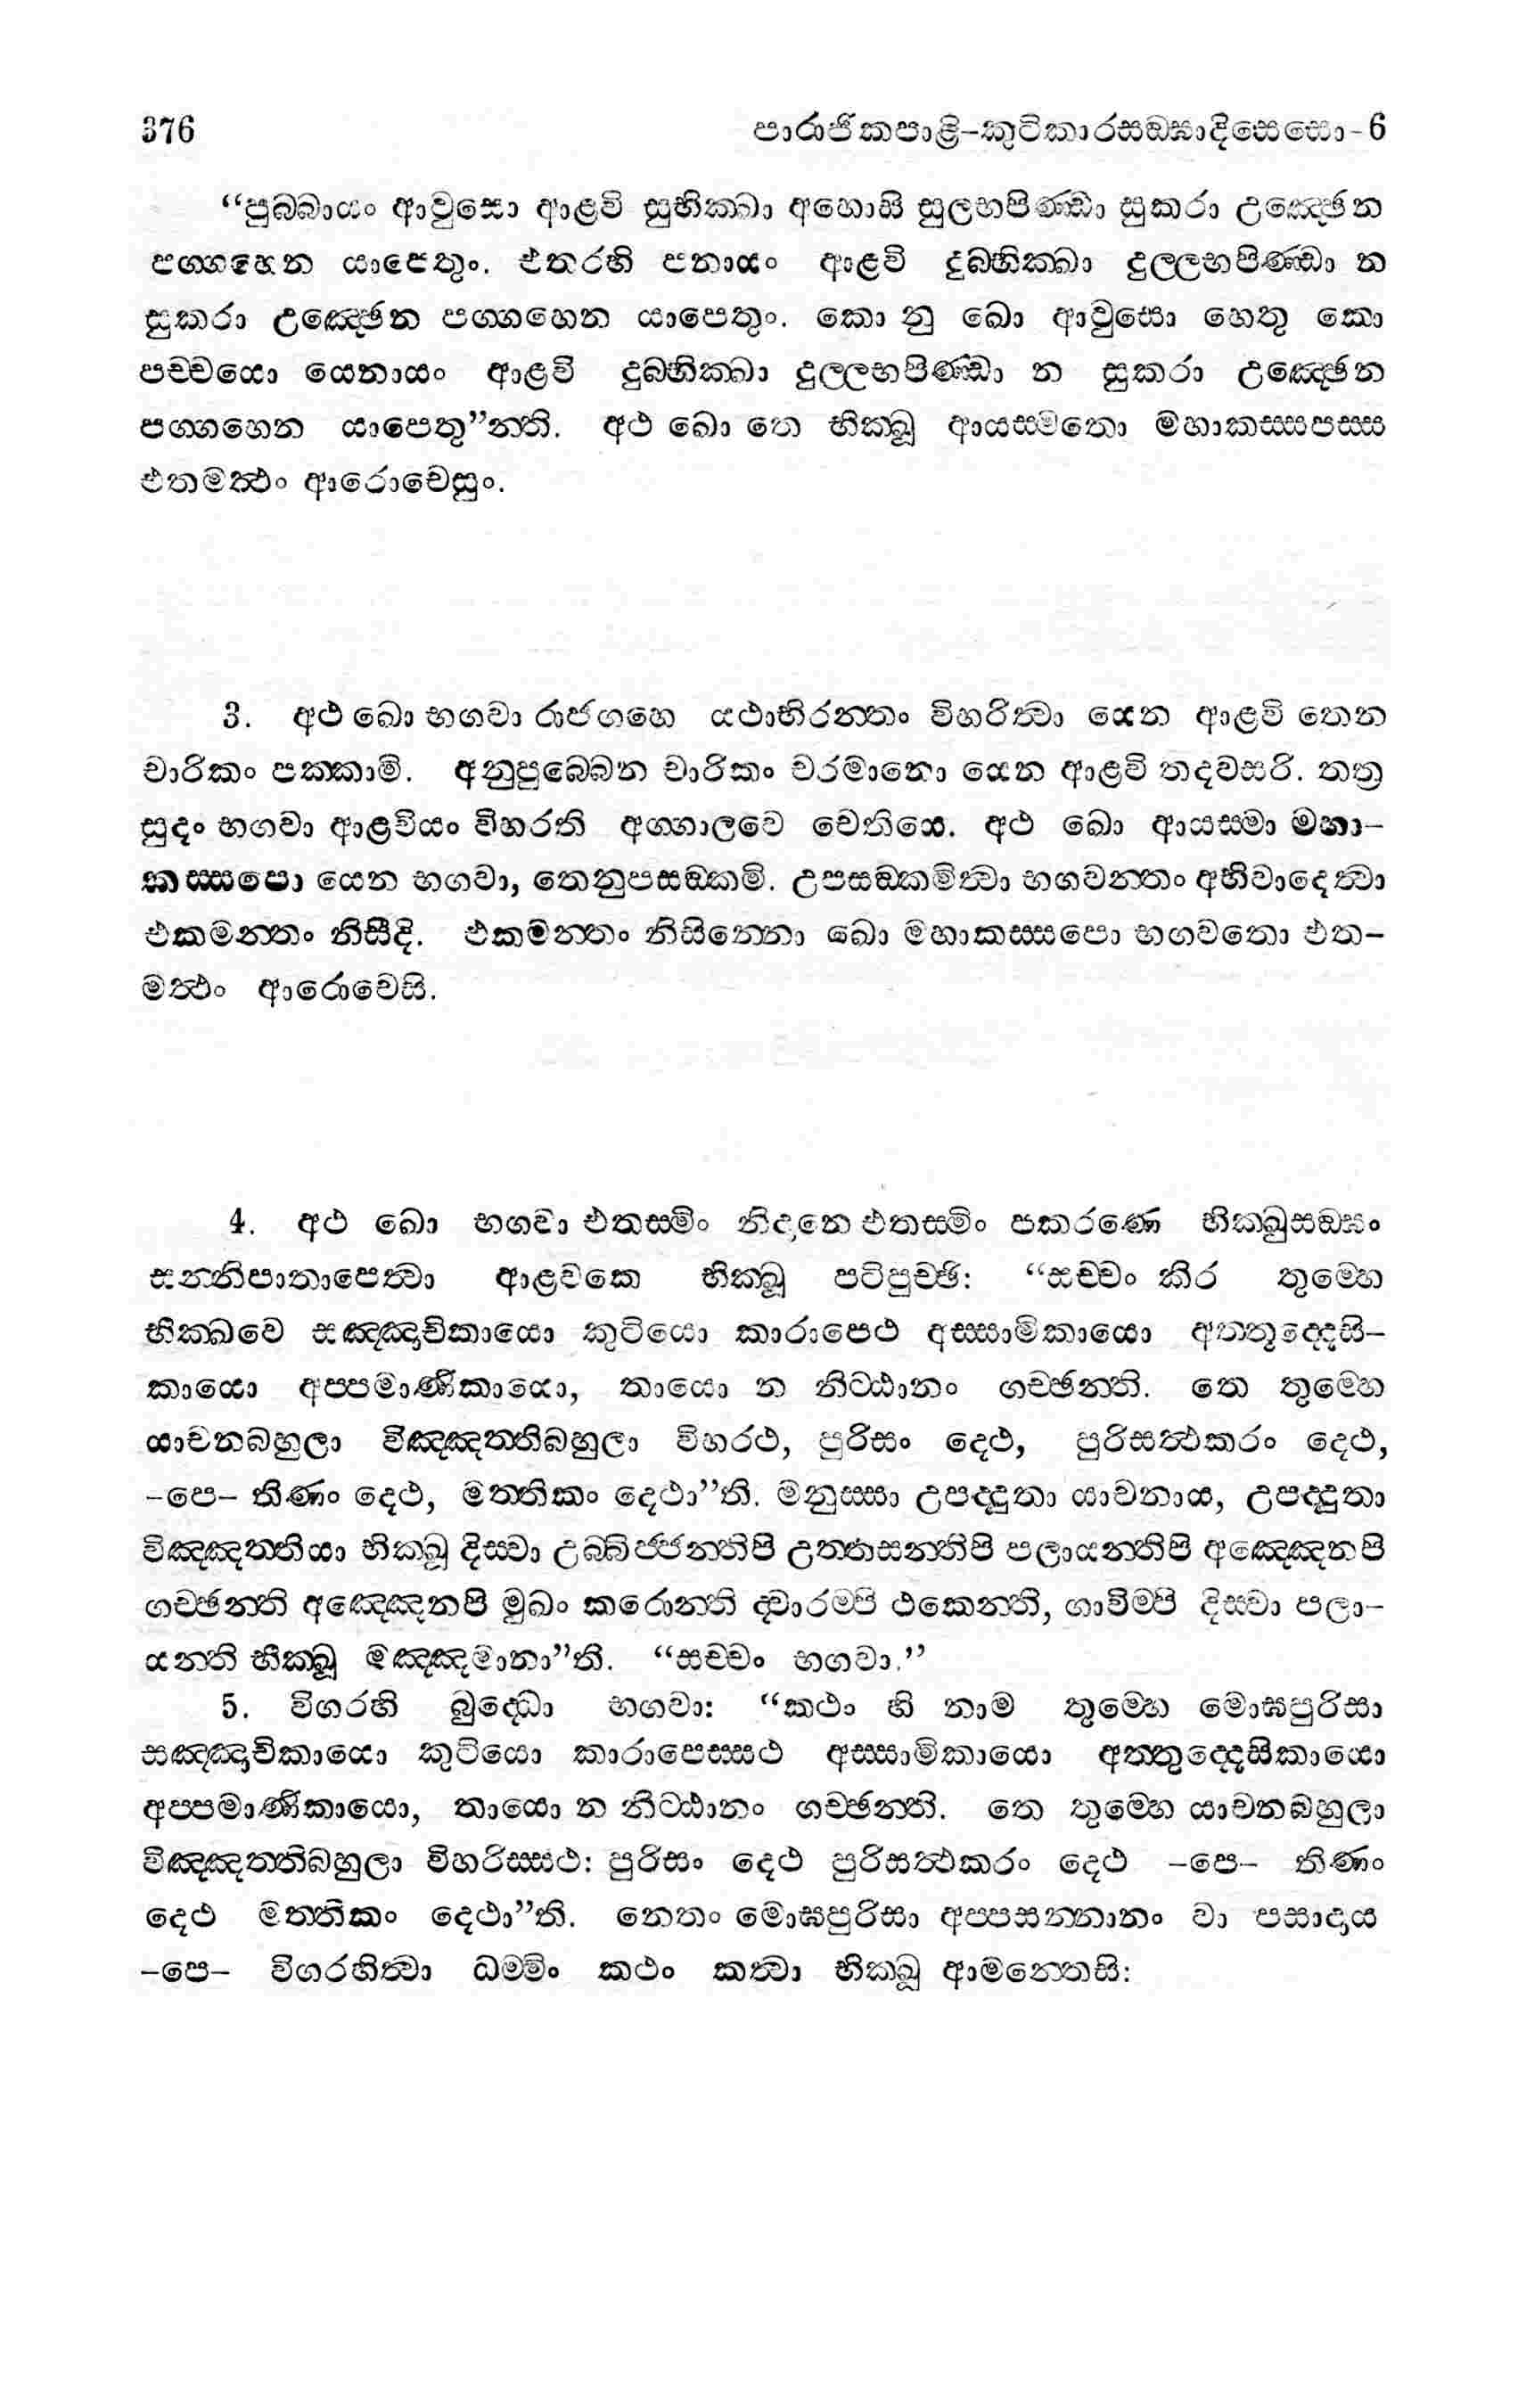 376 පාරාජිකපාළි–කුටිකාරසඞ්ඝාදිසෙසො–6
“පුබ්බායං ආවුසො ආළවි සුභික්ඛා අහොසි සුලභපිණ්ඩා සුකරා උඤ්ඡෙන
පග්ගහෙන යාපෙතුං. එතරහි පනායං ආළවි දුබ්භික්ඛා දුල්ලභපිණ්ඩා න
සුකරා උඤ්ඡෙන පග්ගහෙන යාපෙතුං. කො නු ඛො ආවුසො හෙතු කො
පච්චයො යෙනායං ආළවි දුබ්භික්ඛා දුල්ලභපිණ්ඩා න සුකරා උඤ්ඡෙන
පග්ගහෙන යාපෙතු”න්ති. අථ ඛො තෙ භික්ඛූ ආයස්මතො මහාකස්සපස්ස
එතමත්ථං ආරොචෙසුං.
3. අථ ඛො භගවා රාජගහෙ යථාභිරන්තං විහරිත්වා යෙන ආළවි තෙන
චාරිකං පක්කාමි. අනුපුබ්බෙන චාරිකං චරමානො යෙන ආළවි තදවසරි. තත්‍ර
සුදං භගවා ආළවියං විහරති අග්ගාලවෙ චෙතියෙ. අථ ඛො ආයස්මා මහා–
කස්සපො යෙන භගවා, තෙනුපසඞ්කමි. උපසඞ්කමිත්වා භගවන්තං අභිවාදෙත්වා
එකමන්තං නිසීදි. එකමන්තං නිසින්නො ඛො මහාකස්සපො භගවතො එත–
මත්ථං ආරොචෙසි.
4. අථ ඛො භගවා එතස්මිං නිදානෙ එතස්මිං පකරණෙ භික්ඛුසඞ්ඝං
සන්නිපාතාපෙත්වා ආළවකෙ භික්ඛූ පටිපුච්ඡි: “සච්චං කිර තුම්හෙ
භික්ඛවෙ සඤ්ඤාචිකායො කුටියො කාරාපෙථ අස්සාමිකායො අත්තුද්දෙසි–
කායො අප්පමාණිකායො, තායො න නිට්ඨානං ගච්ඡන්ති. තෙ තුම්හෙ
යාචනබහුලා විඤ්ඤත්තිබහුලා විහරථ, පුරිසං දෙථ, පුරිසත්ථකරං දෙථ,
–පෙ– තිණං දෙථ, මත්තිකං දෙථා”ති. මනුස්සා උපද්දුතා යාචනාය, උපද්දුතා
විඤ්ඤත්තියා භික්ඛූ දිස්වා උබ්බිජ්ජන්තිපි උත්තසන්තිපි පලායන්තිපි අඤ්ඤෙනපි
ගච්ඡන්ති අඤ්ඤෙනපි මුඛං කරොන්ති ද්වාරම්පි ථකෙන්ති, ගාවිම්පි දිස්වා පලා–
යන්ති භික්ඛූ මඤ්ඤමානා”ති. “සච්චං භගවා.”
5. විගරහි බුද්ධො භගවා: “කථං හි නාම තුම්හෙ මොඝපුරිසා
සඤ්ඤාචිකායො කුටියො කාරාපෙස්සථ අස්සාමිකායො අත්තුද්දෙසිකායො
අප්පමාණිකායො, තායො න නිට්ඨානං ගච්ඡන්ති. තෙ තුම්හෙ යාචනබහුලා
විඤ්ඤත්තිබහුලා විහරිස්සථ: පුරිසං දෙථ පුරිසත්ථකරං දෙථ –පෙ– තිණං
දෙථ මත්තිකං දෙථා”ති. නෙතං මොඝපුරිසා අප්පසන්නානං වා පසාදාය
–පෙ– විගරහිත්වා ධම්මිං කථං කත්වා භික්ඛූ ආමන්තෙසි: